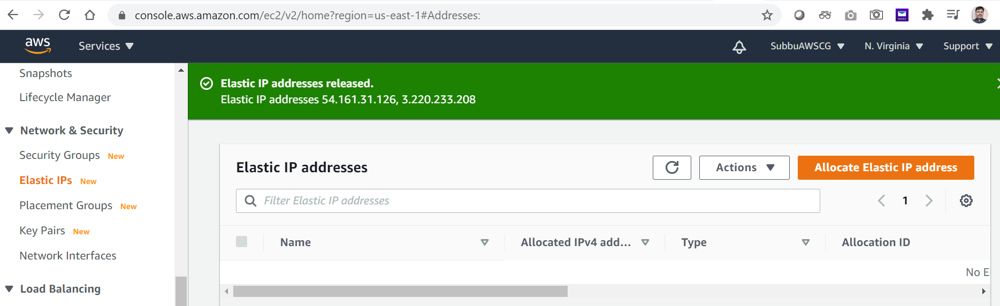 console.aws.amazon.com/ec2/v2/home?region=us-east-1#Addresses:
aws
Services
SubbuAWSCG
N. Virginia
Support
Snapshots
Lifecycle Manager
Network & Security
Security Groups New
Elastic IPs New
Placement Groups New
Key Pairs New
Network Interfaces
Load Balancing
Elastic IP addresses released.
Elastic IP addresses 54.161.31.126, 3.220.233.208
Elastic IP addresses
Actions
Allocate Elastic IP address
Filter Elastic IP addresses
1
Name
Allocated IPv4 add...
Type
Allocation ID
No El